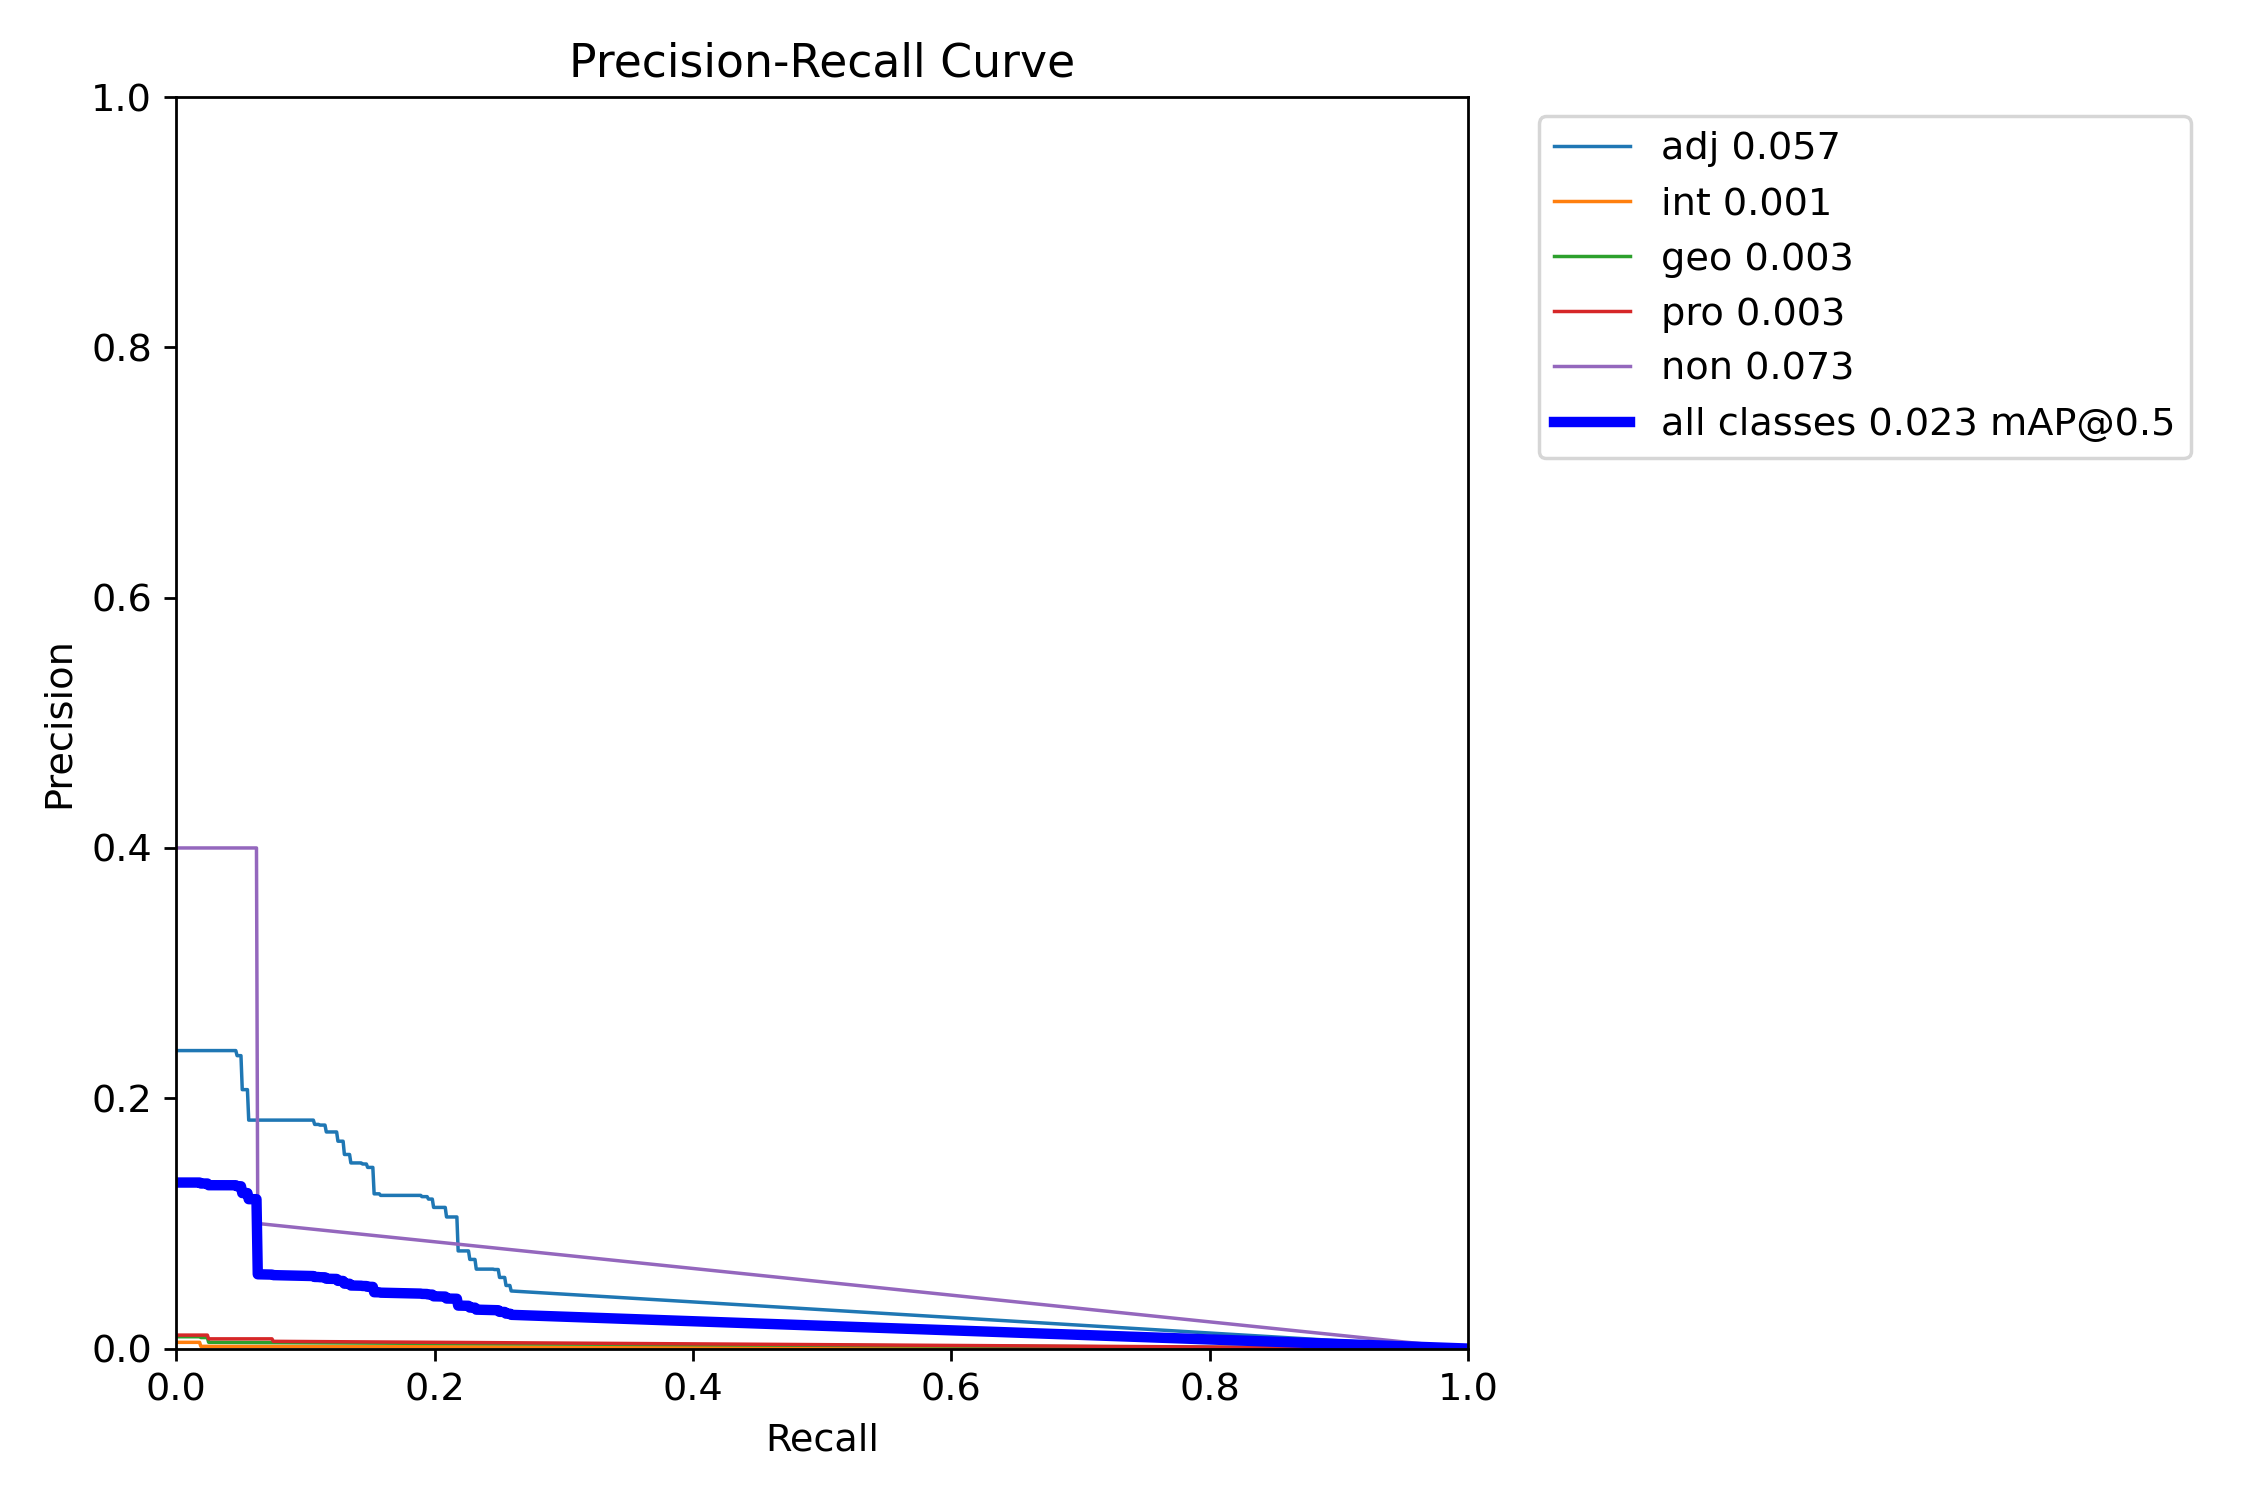 Precision-Recall Curve
1.0
0.8
0.6
0.4
0.2
0.0
Precision
0.0 0.2 0.4 0.6 0.8 1.0
Recall
adj 0.057
int 0.001
geo 0.003
pro 0.003
non 0.073
all classes 0.023 mAP@0.5